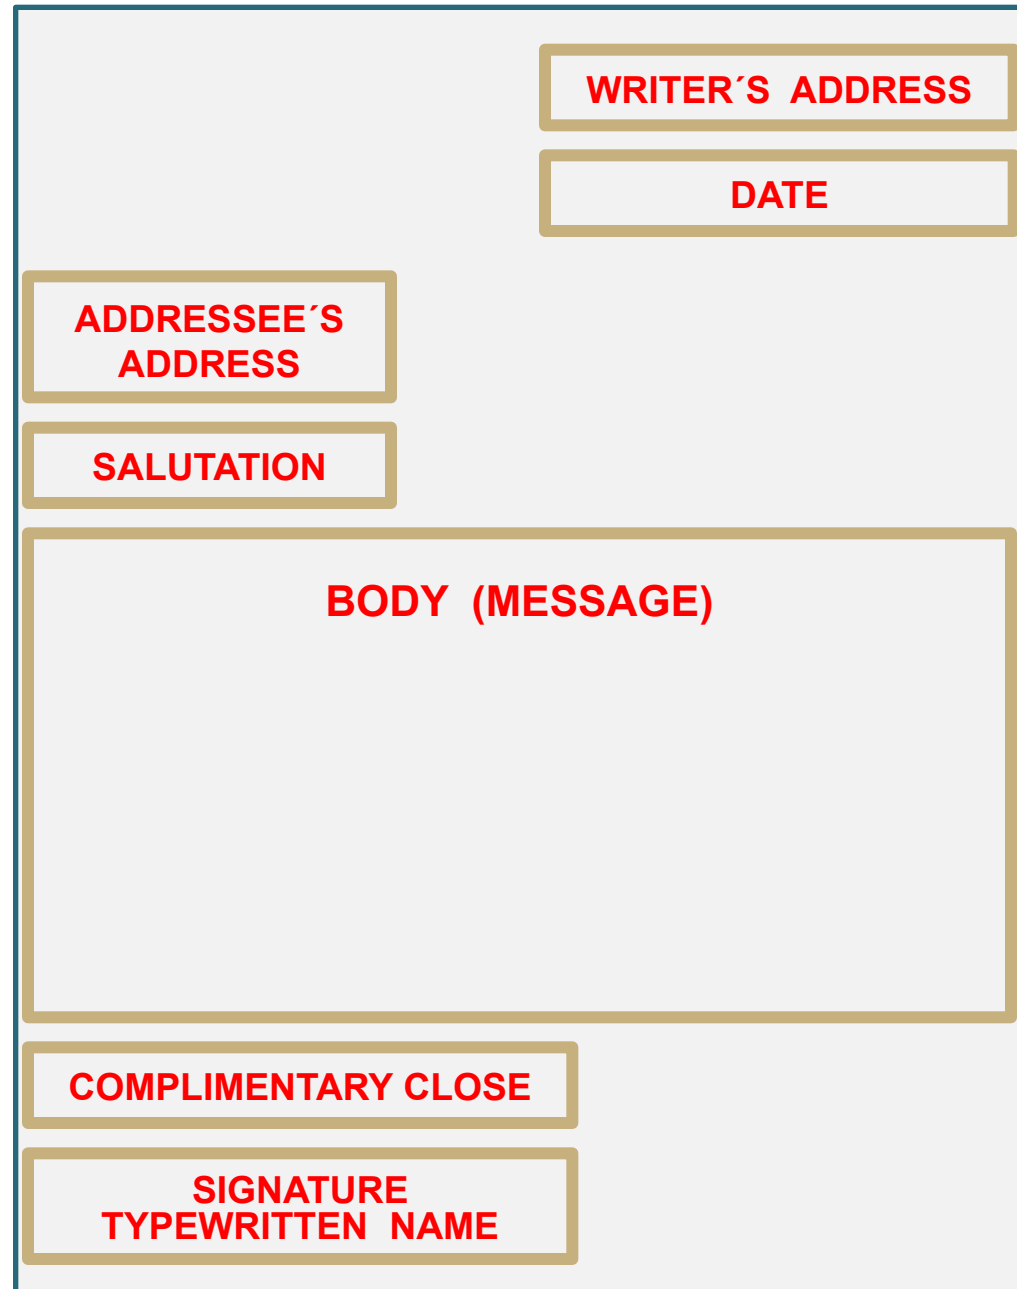 WRITER´S ADDRESS
DATE
ADDRESSEE´S
ADDRESS
SALUTATION
BODY (MESSAGE)
COMPLIMENTARY CLOSE
SIGNATURE
TYPEWRITTEN NAME